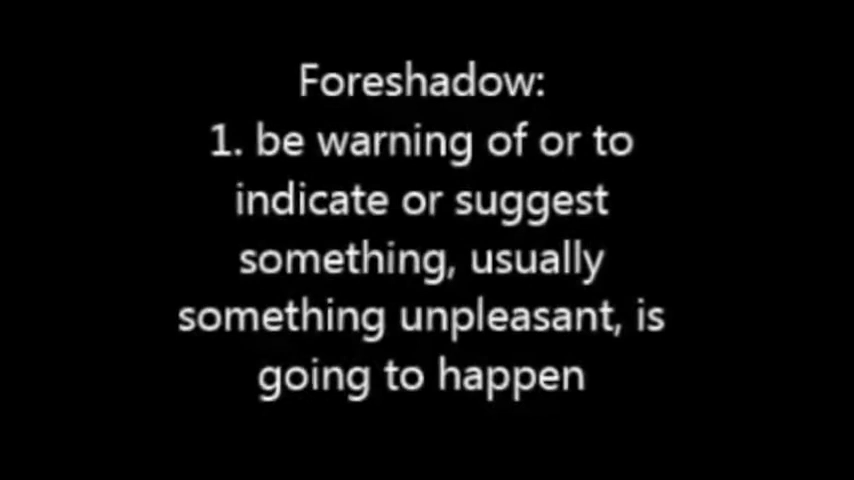 Foreshadow:
1. be warning of or to
indicate or suggest
something, usually
something unpleasant, is
going to happen